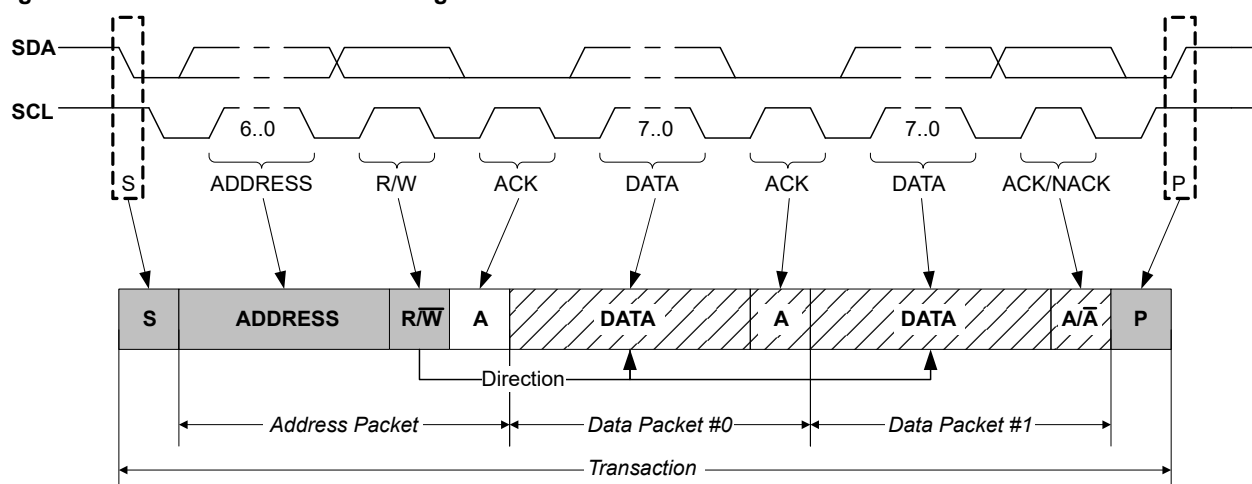 SDA
SCL
6..0
7..0
7..0
S
ADDRESS
R/W
ACK
DATA
ACK
DATA
ACK/NACK
P
S
ADDRESS
R/W̅
A
DATA
A
DATA
A/A̅
P
Direction
Address Packet
Data Packet #0
Data Packet #1
Transaction